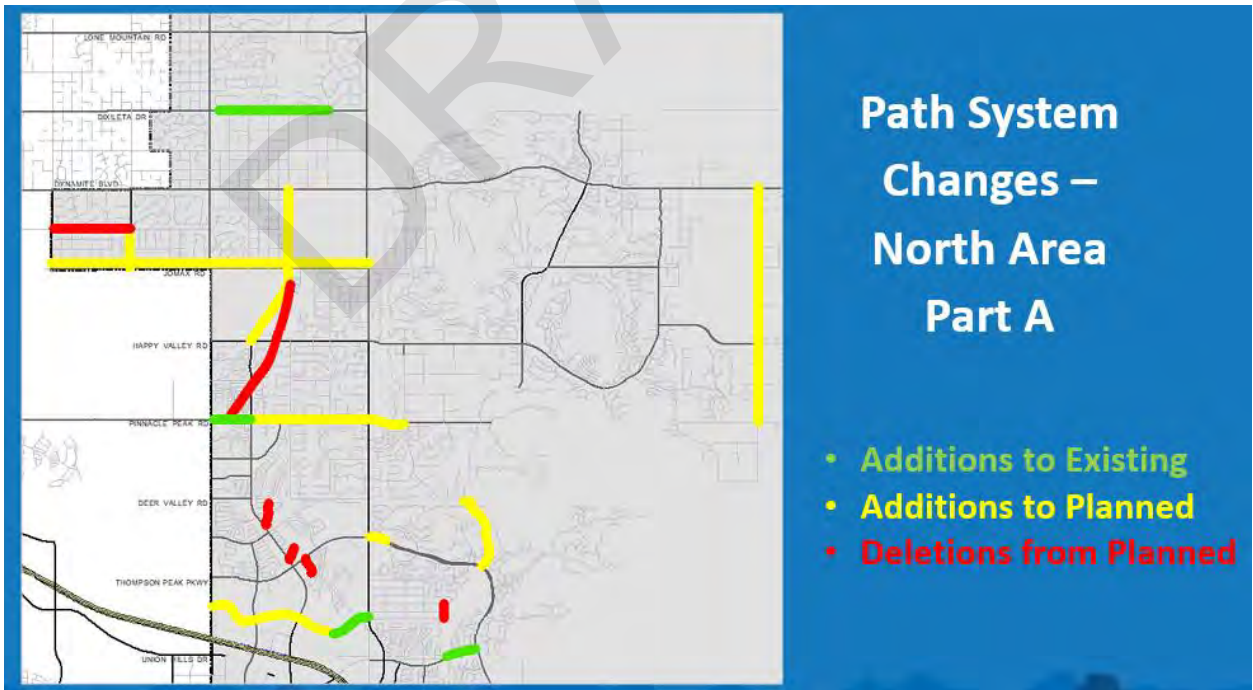 LONE MOUNTAIN RD
DIXILETA DR
DYNAMITE BLVD
JOMAX RD
HAPPY VALLEY RD
PINNACLE PEAK RD
DEER VALLEY RD
THOMPSON PEAK PKWY
UNION HILLS DR
DRA
Path System
Changes –
North Area
Part A
• Additions to Existing
• Additions to Planned
• Deletions from Planned